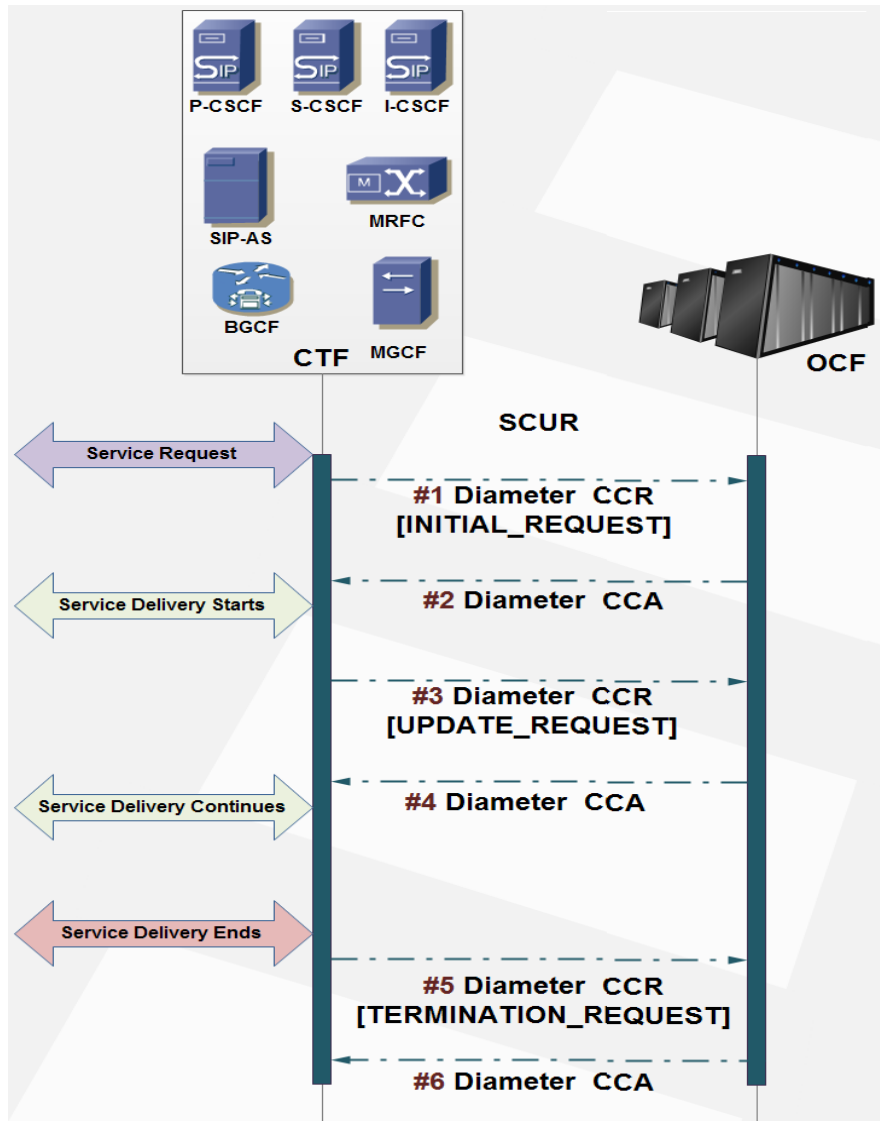 SIP SIP SIP
P-CSCF S-CSCF I-CSCF
M
SIP-AS MRFC
BGCF MGCF
CTF OCF
SCUR
Service Request
#1 Diameter CCR
[INITIAL_REQUEST]
Service Delivery Starts
#2 Diameter CCA
#3 Diameter CCR
[UPDATE_REQUEST]
Service Delivery Continues
#4 Diameter CCA
Service Delivery Ends
#5 Diameter CCR
[TERMINATION_REQUEST]
#6 Diameter CCA